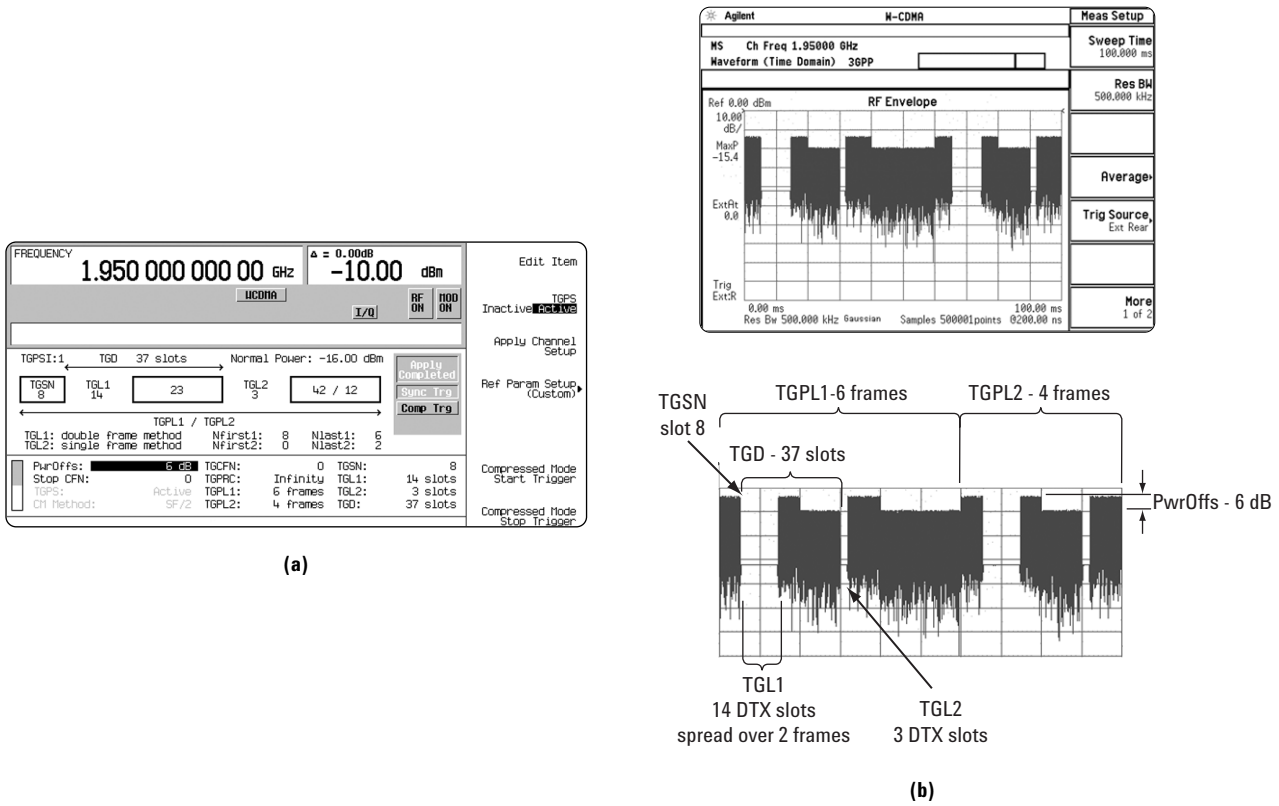 FREQUENCY
1.950 000 000 00 GHz
Δ = 0.00dB
-10.00 dBm
WCDMA
I/Q
RF ON
MOD ON
TGPSI:1 TGD 37 slots Normal Power: -16.00 dBm
TGSN 8
TGL1 14
23
TGL2 3
42 / 12
Apply Completed
Sync Trg
Comp Trg
TGPL1 / TGPL2
TGL1: double frame method Nfirst1: 8 Nlast1: 6
TGL2: single frame method Nfirst2: 0 Nlast2: 2
PwrOffs: 6 dB TGCFN: 0 TGSN: 8
Stop CFN: 0 TGPRC: Infinity TGL1: 14 slots
TGPS: Active TGPL1: 6 frames TGL2: 3 slots
CM Method: SF/2 TGPL2: 4 frames TGD: 37 slots
Edit Item
TGPS
Inactive Active
Apply Channel
Setup
Ref Param Setup
(Custom)
Compressed Mode
Start Trigger
Compressed Mode
Stop Trigger
(a)
Agilent W-CDMA
MS Ch Freq 1.95000 GHz
Waveform (Time Domain) 3GPP
Ref 0.00 dBm RF Envelope
10.00
dB/
MaxP
-15.4
ExtAt
0.0
Trig
Ext:R
0.00 ms 100.00 ms
Res Bw 500.000 kHz Gaussian Samples 500001points @200.00 ns
Meas Setup
Sweep Time
100.000 ms
Res BW
500.000 kHz
Average
Trig Source
Ext Rear
More
1 of 2
TGSN
slot 8
TGPL1-6 frames
TGPL2 - 4 frames
TGD - 37 slots
PwrOffs - 6 dB
TGL1
14 DTX slots
spread over 2 frames
TGL2
3 DTX slots
(b)